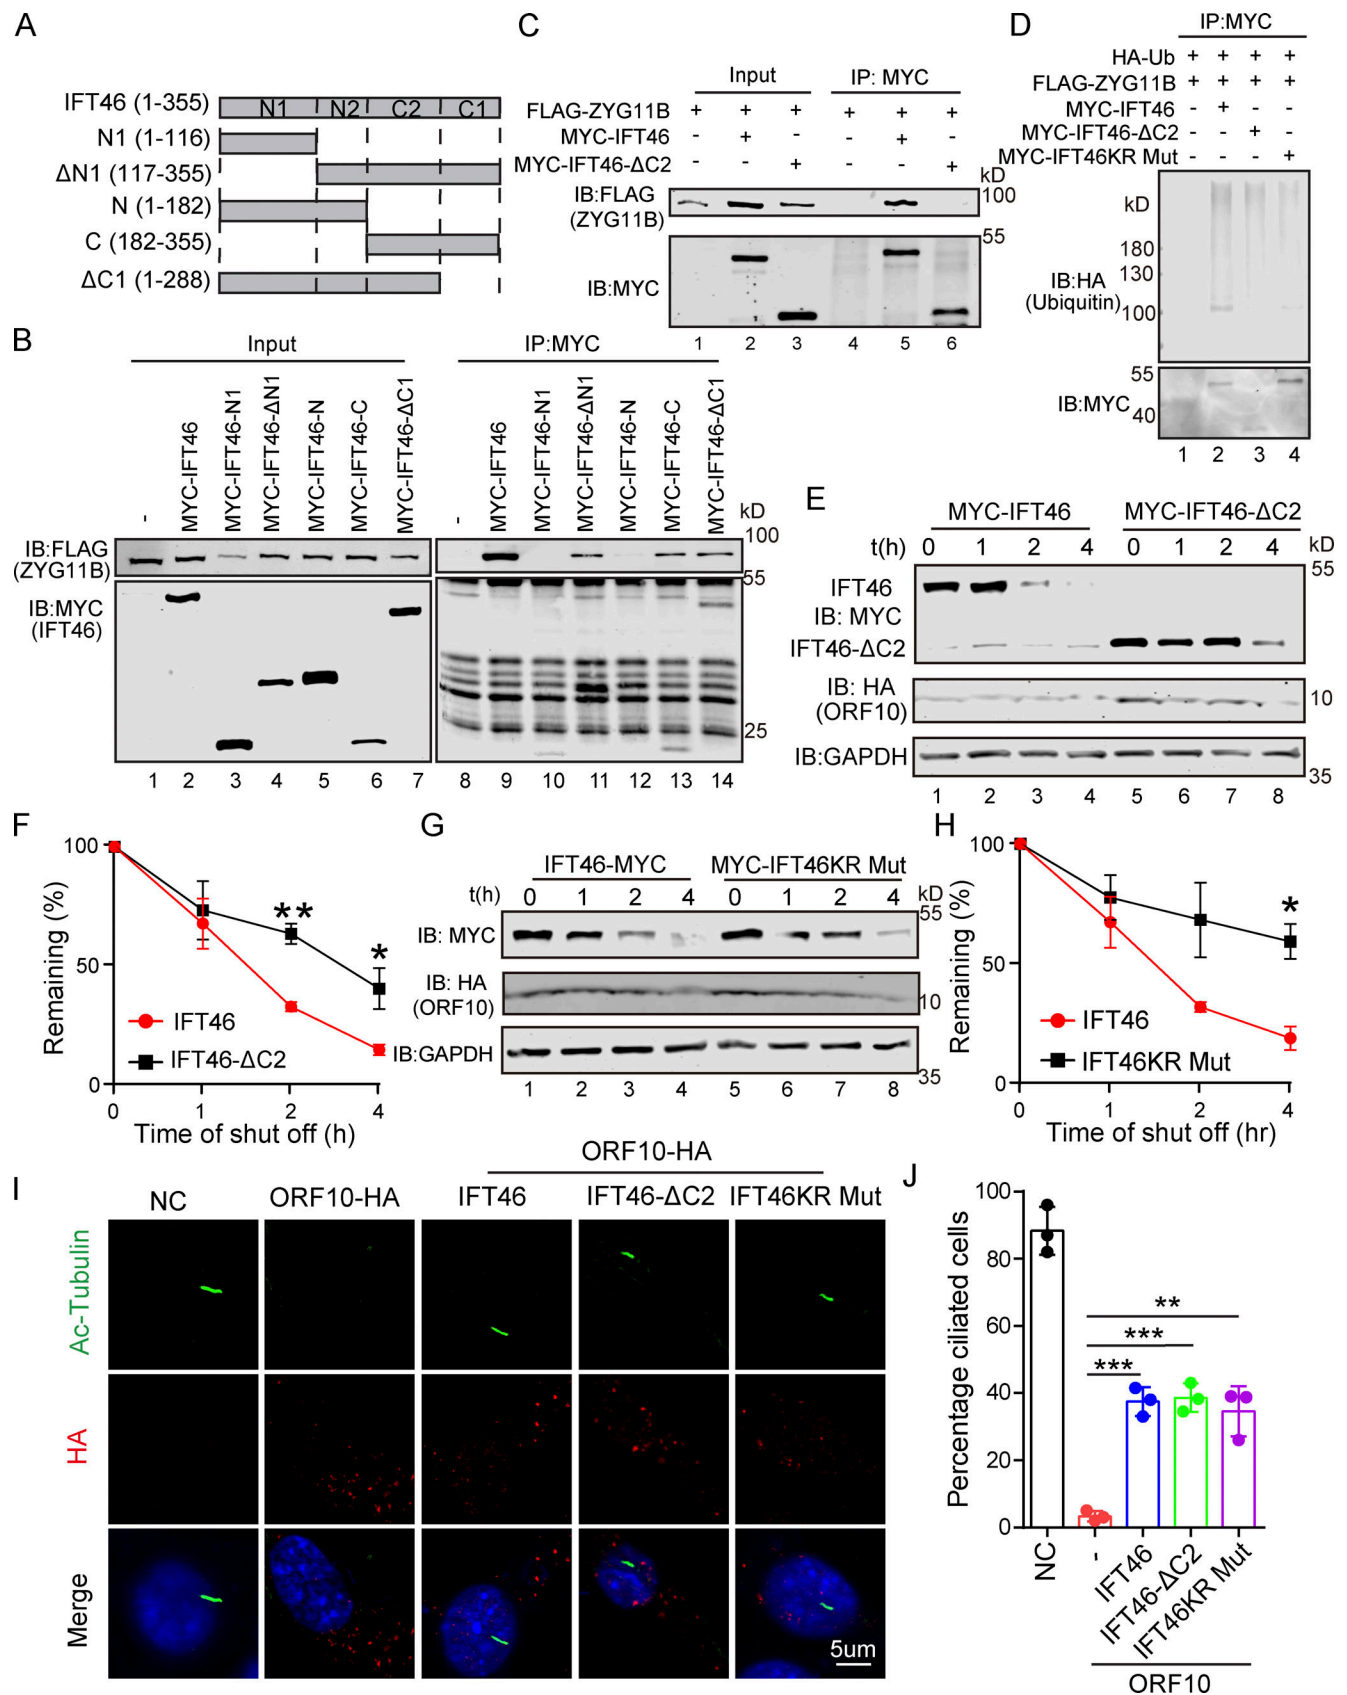 A
IFT46 (1-355)
N1 N2 C2 C1
N1 (1-116)
ΔN1 (117-355)
N (1-182)
C (182-355)
ΔC1 (1-288)
B
Input IP:MYC
- MYC-IFT46 MYC-IFT46-N1 MYC-IFT46-ΔN1 MYC-IFT46-N MYC-IFT46-C MYC-IFT46-ΔC1
- MYC-IFT46 MYC-IFT46-N1 MYC-IFT46-ΔN1 MYC-IFT46-N MYC-IFT46-C MYC-IFT46-ΔC1
kD
IB:FLAG
(ZYG11B)
100
IB:MYC
(IFT46)
55
25
1 2 3 4 5 6 7 8 9 10 11 12 13 14
C
Input IP: MYC
FLAG-ZYG11B + + + + + +
MYC-IFT46 - + - - + -
MYC-IFT46-ΔC2 - - + - - +
kD
IB:FLAG
(ZYG11B)
100
55
IB:MYC
1 2 3 4 5 6
D
IP:MYC
HA-Ub + + + +
FLAG-ZYG11B + + + +
MYC-IFT46 - + - -
MYC-IFT46-ΔC2 - - + -
MYC-IFT46KR Mut - - - +
kD
180
130
IB:HA
(Ubiquitin)
100
55
IB:MYC
40
1 2 3 4
E
MYC-IFT46 MYC-IFT46-ΔC2
t(h) 0 1 2 4 0 1 2 4
kD
55
IFT46
IB: MYC
IFT46-ΔC2
IB: HA
(ORF10)
10
IB:GAPDH
35
1 2 3 4 5 6 7 8
F
Remaining (%)
100
50
0
**
*
IFT46
IFT46-ΔC2
0 1 2 4
Time of shut off (h)
G
IFT46-MYC MYC-IFT46KR Mut
t(h) 0 1 2 4 0 1 2 4
kD
55
IB: MYC
IB: HA
(ORF10)
10
IB:GAPDH
35
1 2 3 4 5 6 7 8
H
Remaining (%)
100
50
0
*
IFT46
IFT46KR Mut
0 1 2 4
Time of shut off (hr)
I
ORF10-HA
NC ORF10-HA IFT46 IFT46-ΔC2 IFT46KR Mut
Ac-Tubulin
HA
Merge
5um
J
Percentage ciliated cells
100
80
60
40
20
0
**
***
***
NC - IFT46 IFT46-ΔC2 IFT46KR Mut
ORF10